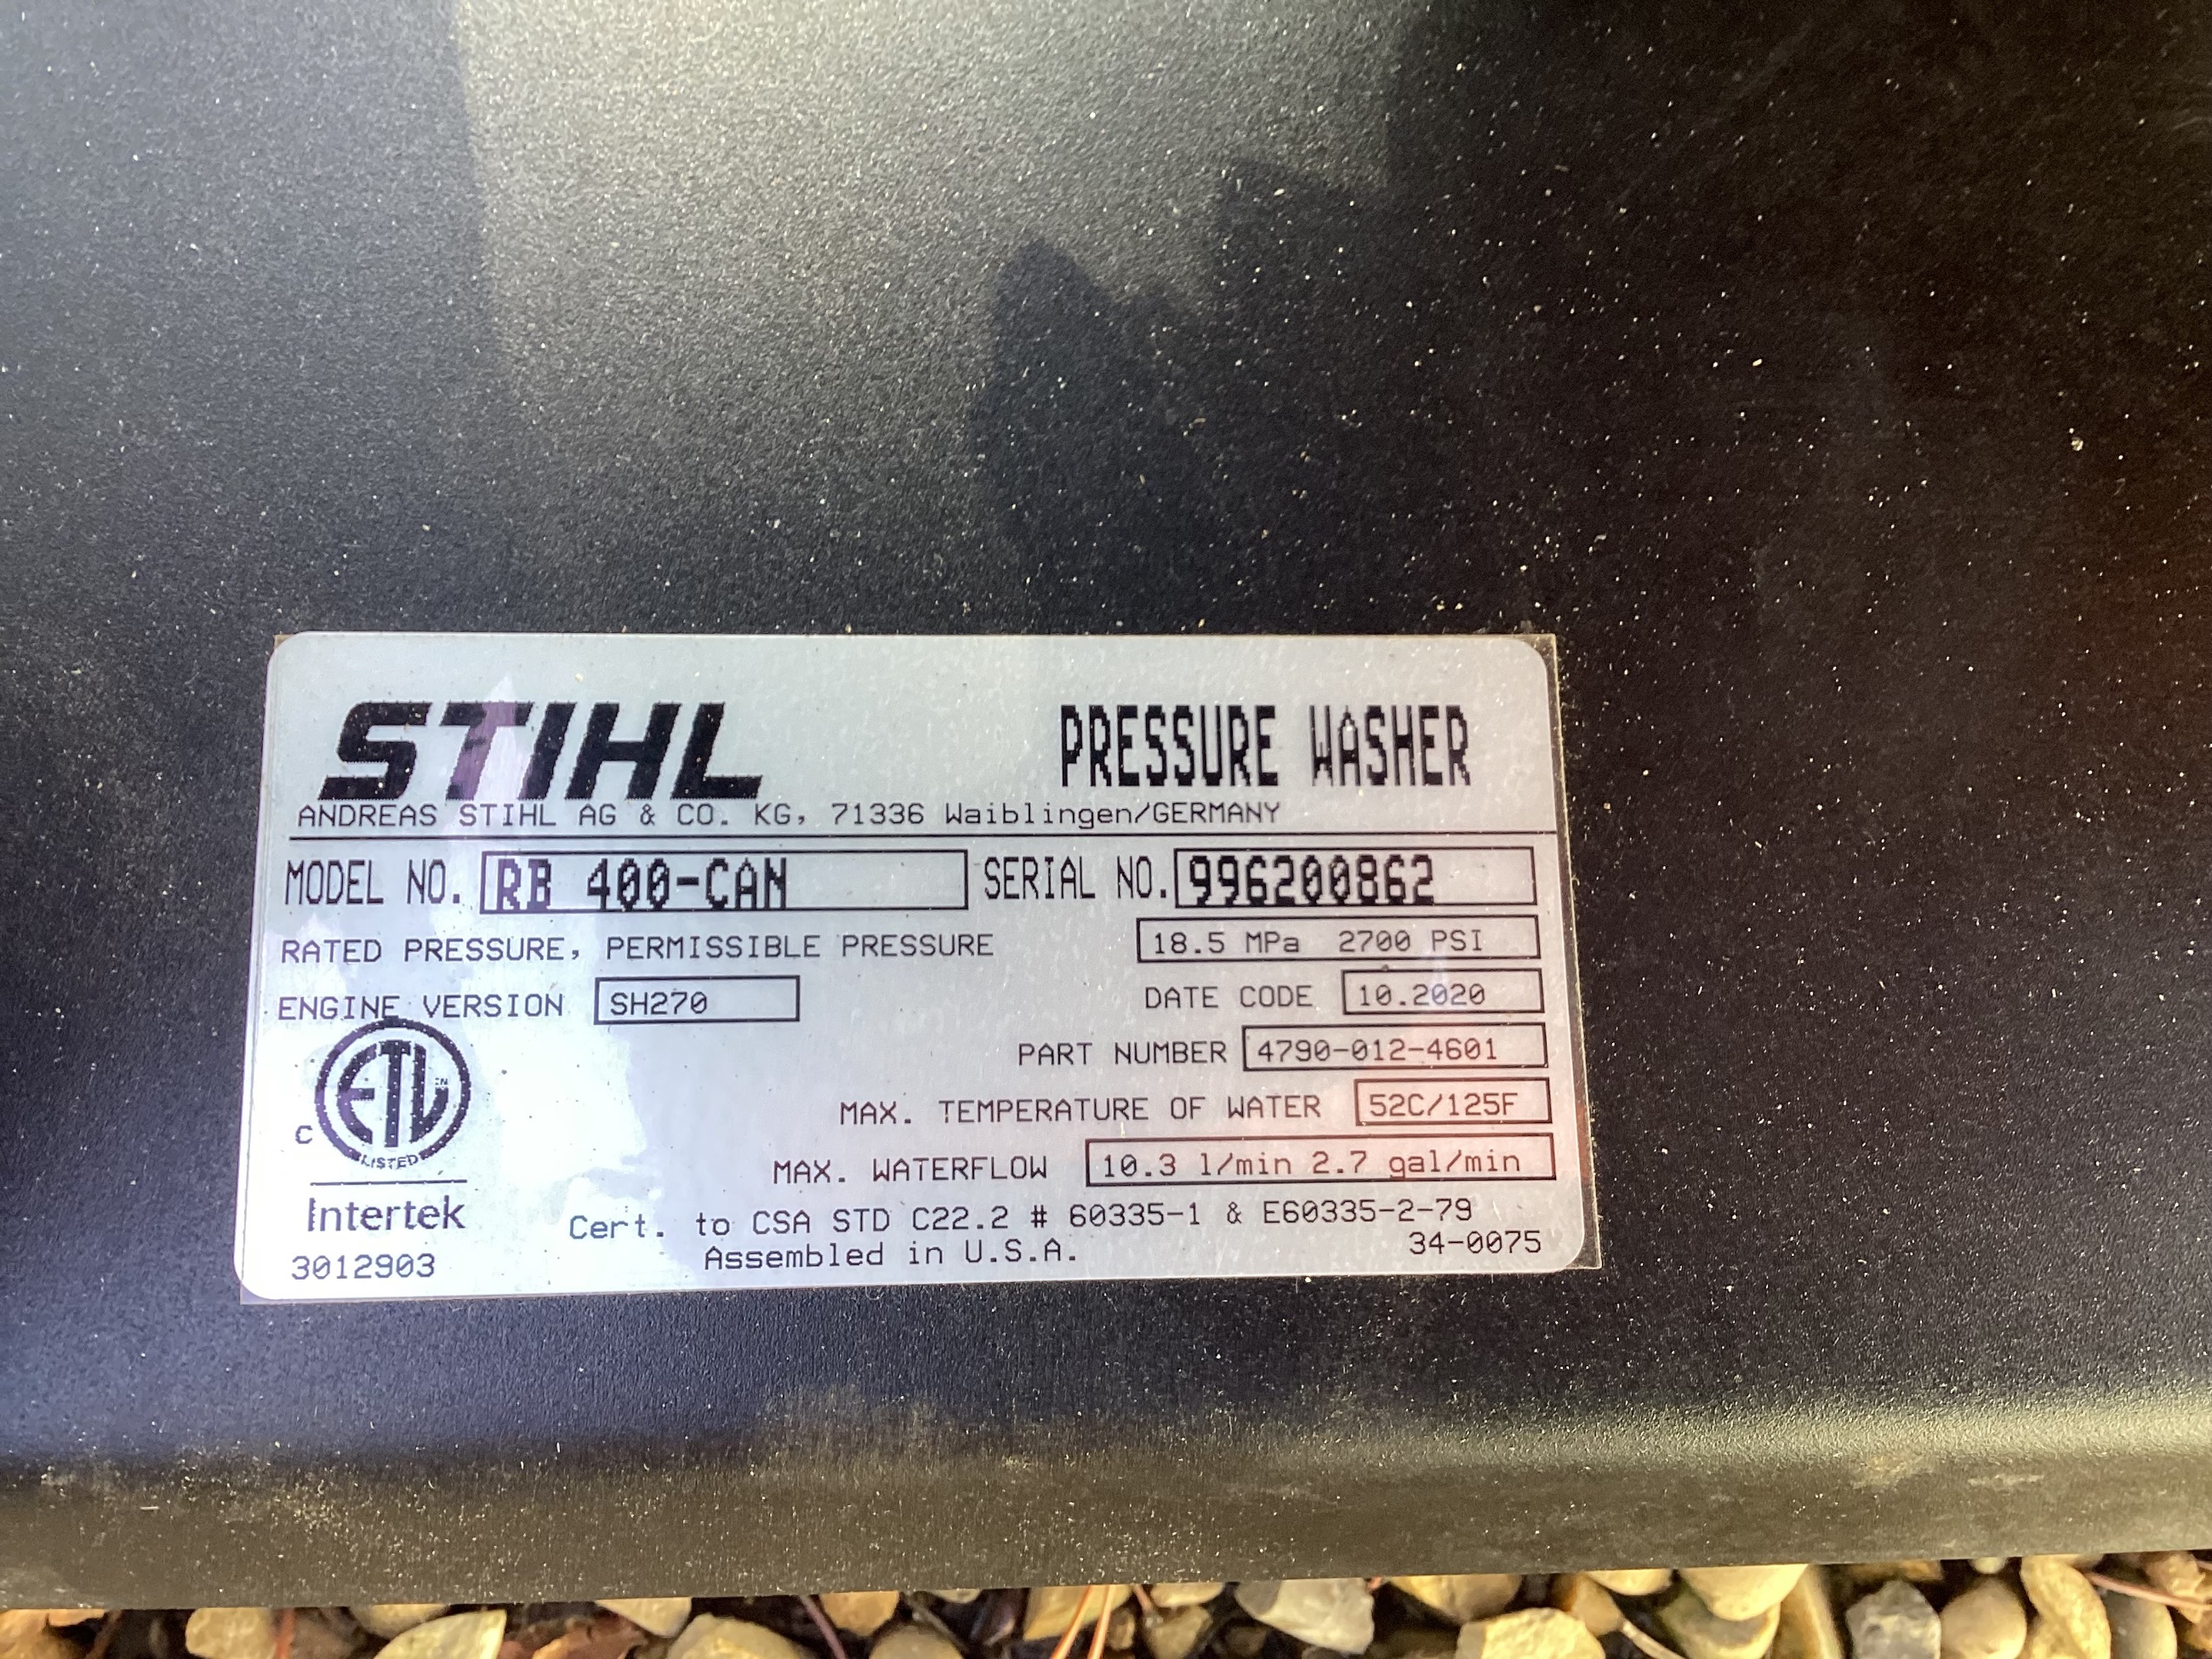 STIHL PRESSURE WASHER
ANDREAS STIHL AG & CO. KG, 71336 Waiblingen/GERMANY
MODEL NO. RB 400-CAN SERIAL NO. 996200862
RATED PRESSURE, PERMISSIBLE PRESSURE 18.5 MPa 2700 PSI
ENGINE VERSION SH270 DATE CODE 10.2020
PART NUMBER 4790-012-4601
MAX. TEMPERATURE OF WATER 52C/125F
MAX. WATERFLOW 10.3 l/min 2.7 gal/min
C ETL LISTED
Intertek
3012903
Cert. to CSA STD C22.2 # 60335-1 & E60335-2-79
Assembled in U.S.A. 34-0075